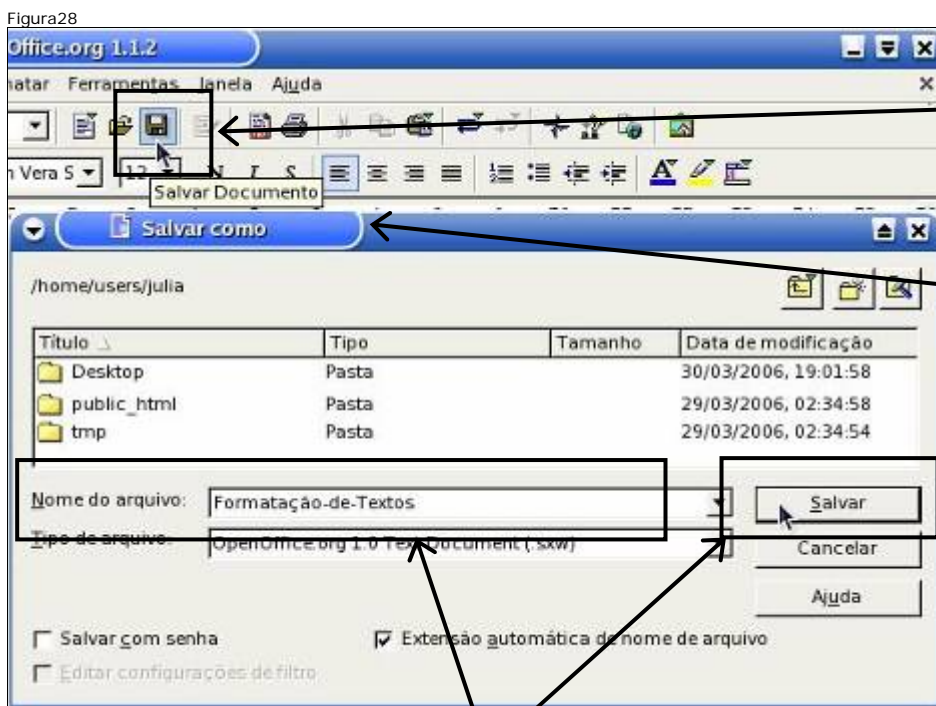 Figura28
Office.org 1.1.2
atar Ferramentas Janela Ajuda
Vera S 12 N I S
Salvar Documento
Salvar como
/home/users/julia
Título Tipo Tamanho Data de modificação
Desktop Pasta 30/03/2006, 19:01:58
public_html Pasta 29/03/2006, 02:34:58
tmp Pasta 29/03/2006, 02:34:54
Nome do arquivo: Formatação-de-Textos Salvar
Tipo de arquivo: OpenOffice.org 1.0 Text Document (.sxw) Cancelar
Ajuda
Salvar com senha Extensão automática de nome de arquivo
Editar configurações de filtro